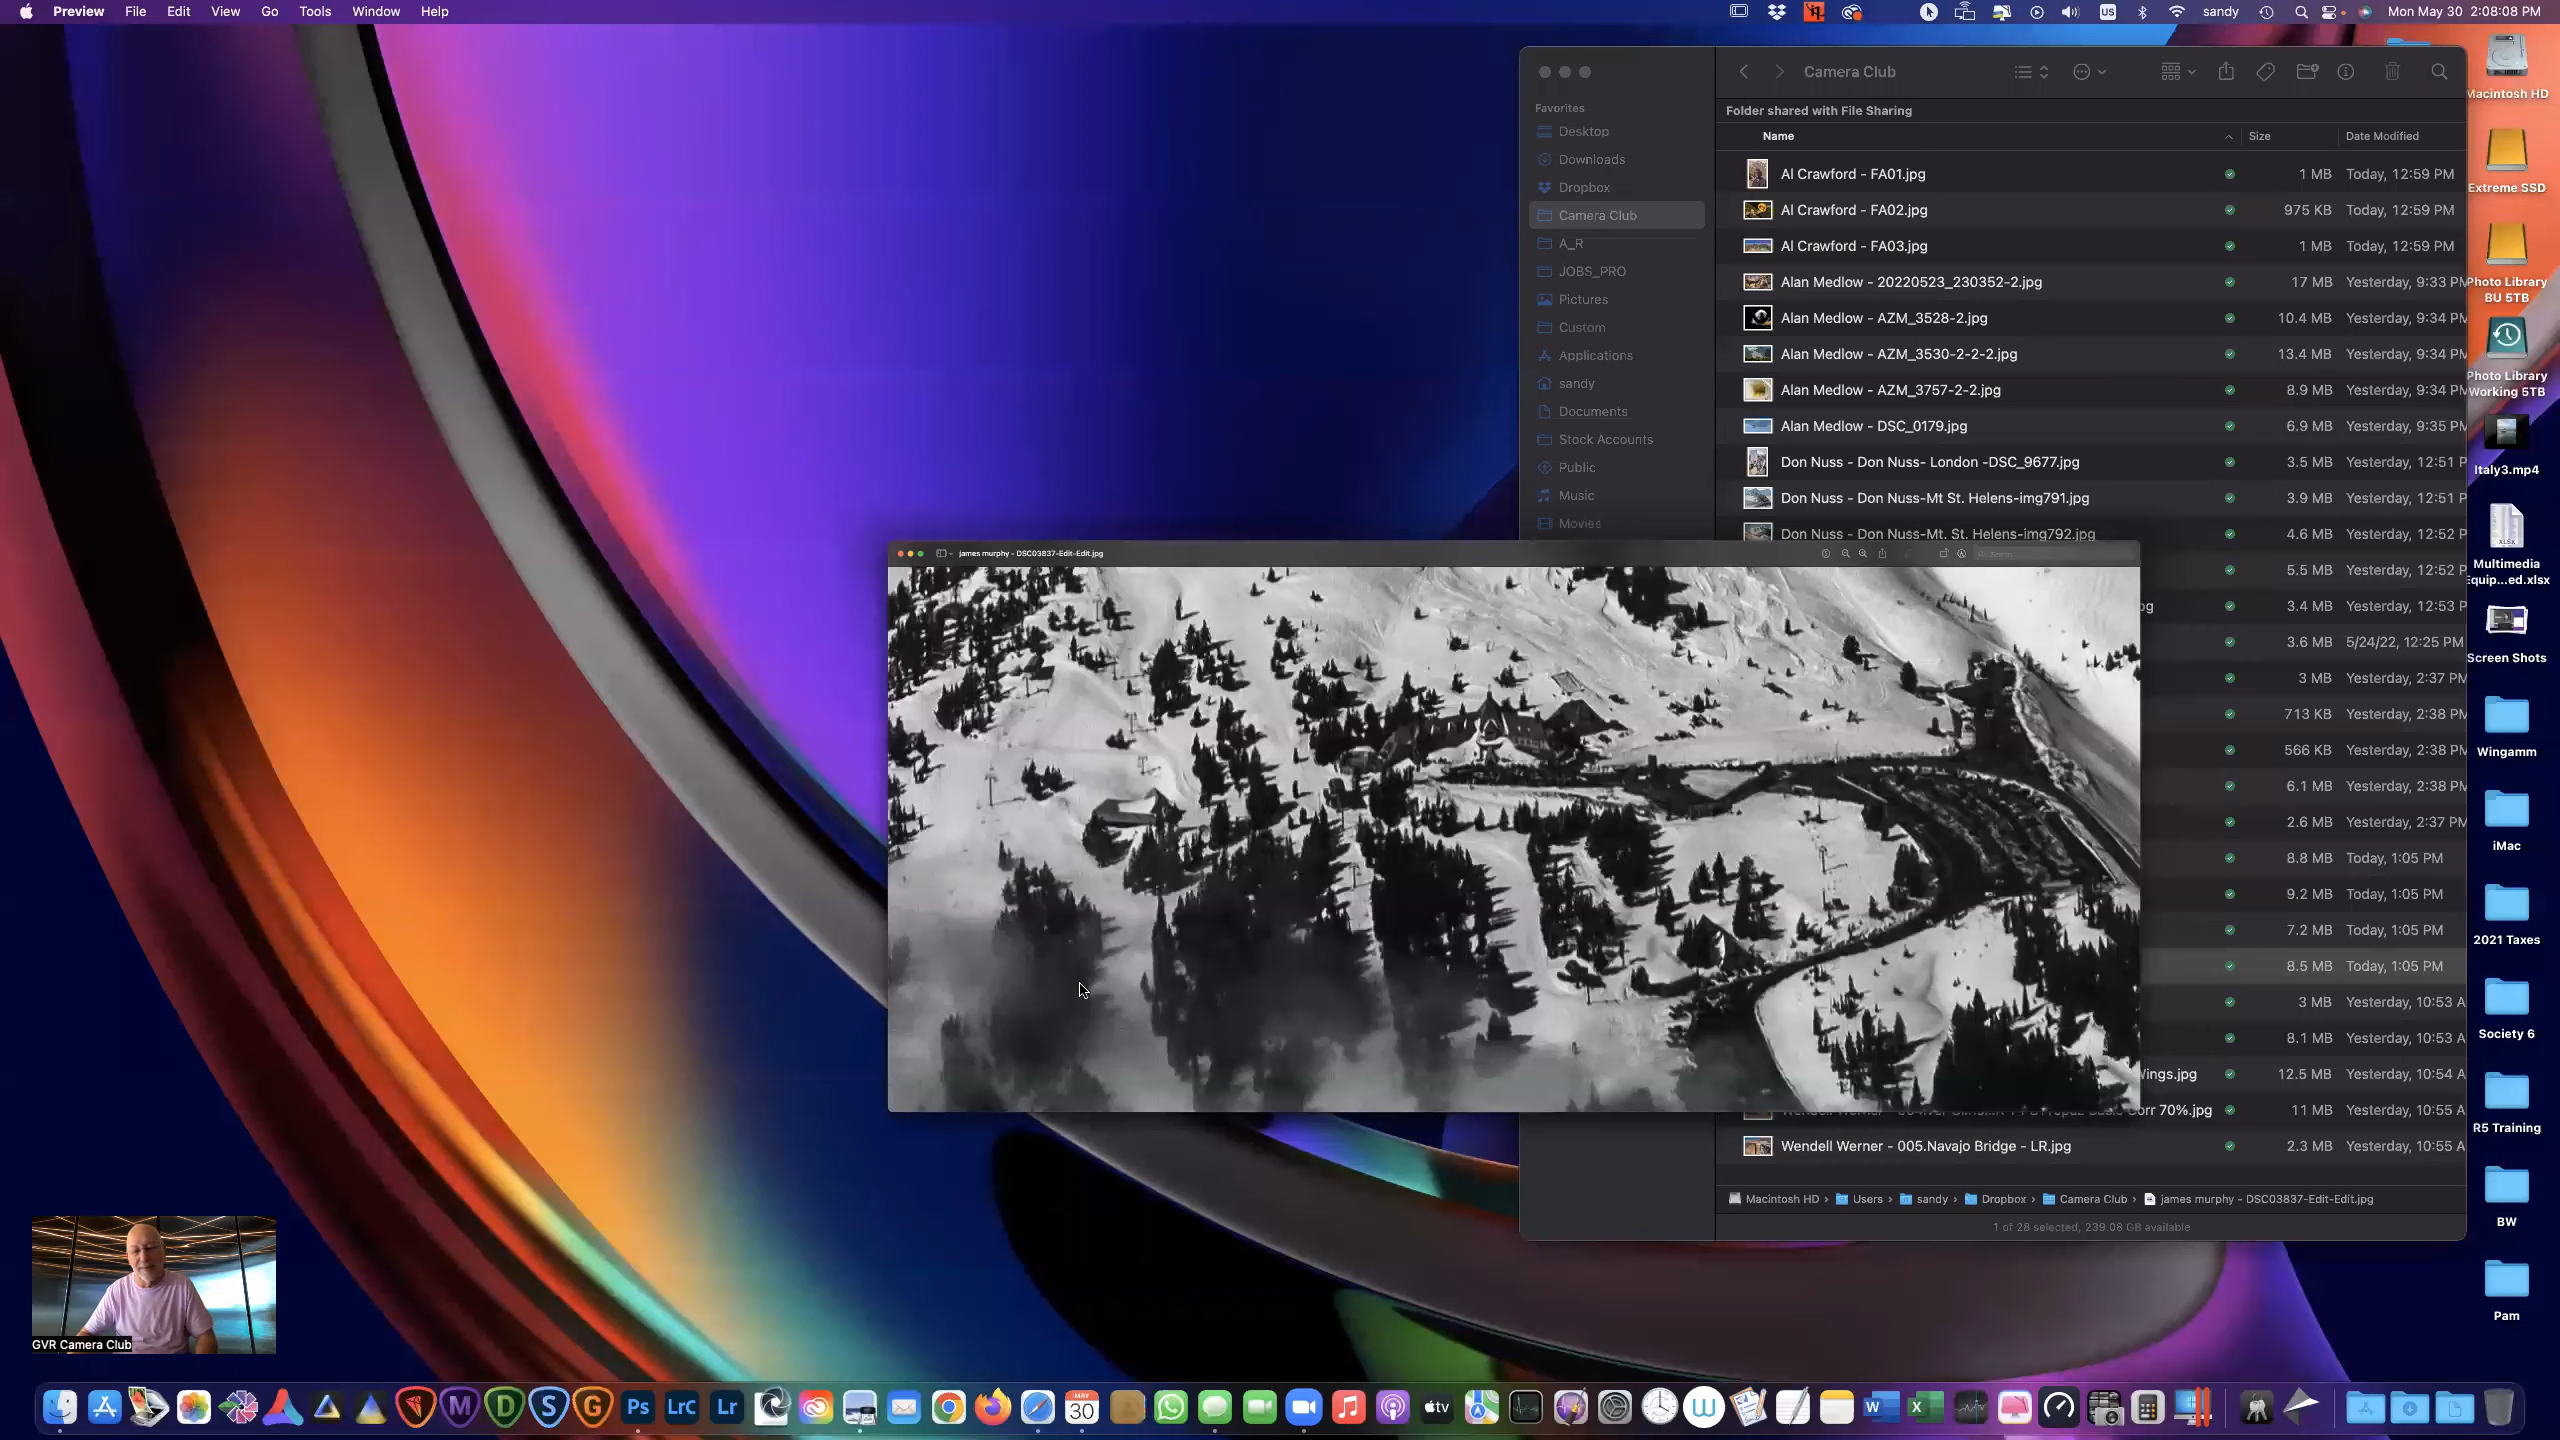 Preview File Edit View Go Tools Window Help
US
sandy
Mon May 30 2:08:08 PM
Camera Club
Favorites
Desktop
Downloads
Dropbox
Camera Club
A_R
JOBS_PRO
Pictures
Custom
Applications
sandy
Documents
Stock Accounts
Public
Music
Movies
Folder shared with File Sharing
Name Size Date Modified
Al Crawford - FA01.jpg 1 MB Today, 12:59 PM
Al Crawford - FA02.jpg 975 KB Today, 12:59 PM
Al Crawford - FA03.jpg 1 MB Today, 12:59 PM
Alan Medlow - 20220523_230352-2.jpg 17 MB Yesterday, 9:33 PM
Alan Medlow - AZM_3528-2.jpg 10.4 MB Yesterday, 9:34 PM
Alan Medlow - AZM_3530-2-2-2.jpg 13.4 MB Yesterday, 9:34 PM
Alan Medlow - AZM_3757-2-2.jpg 8.9 MB Yesterday, 9:34 PM
Alan Medlow - DSC_0179.jpg 6.9 MB Yesterday, 9:35 PM
Don Nuss - Don Nuss- London -DSC_9677.jpg 3.5 MB Yesterday, 12:51 P
Don Nuss - Don Nuss-Mt St. Helens-img791.jpg 3.9 MB Yesterday, 12:51 P
Don Nuss - Don Nuss-Mt. St. Helens-img792.jpg 4.6 MB Yesterday, 12:52 P
james murphy - DSC03837-Edit-Edit.jpg
Search
5.5 MB Yesterday, 12:52 P
og 3.4 MB Yesterday, 12:53 P
3.6 MB 5/24/22, 12:25 PM
3 MB Yesterday, 2:37 PM
713 KB Yesterday, 2:38 PM
566 KB Yesterday, 2:38 PM
6.1 MB Yesterday, 2:38 PM
2.6 MB Yesterday, 2:37 PM
8.8 MB Today, 1:05 PM
9.2 MB Today, 1:05 PM
7.2 MB Today, 1:05 PM
8.5 MB Today, 1:05 PM
3 MB Yesterday, 10:53 A
8.1 MB Yesterday, 10:53 A
Wings.jpg 12.5 MB Yesterday, 10:54 A
orr 70%.jpg 11 MB Yesterday, 10:55 A
Wendell Werner - 005.Navajo Bridge - LR.jpg 2.3 MB Yesterday, 10:55 A
Macintosh HD › Users › sandy › Dropbox › Camera Club › james murphy - DSC03837-Edit-Edit.jpg
1 of 28 selected, 239.08 GB available
Macintosh HD
Extreme SSD
Photo Library
BU 5TB
Photo Library
Working 5TB
Italy3.mp4
XLSX
Multimedia
Equip...ed.xlsx
Screen Shots
Wingamm
iMac
2021 Taxes
Society 6
R5 Training
BW
Pam
GVR Camera Club
M D S G Ps LrC Lr
MAY
30
tv
W
W
X